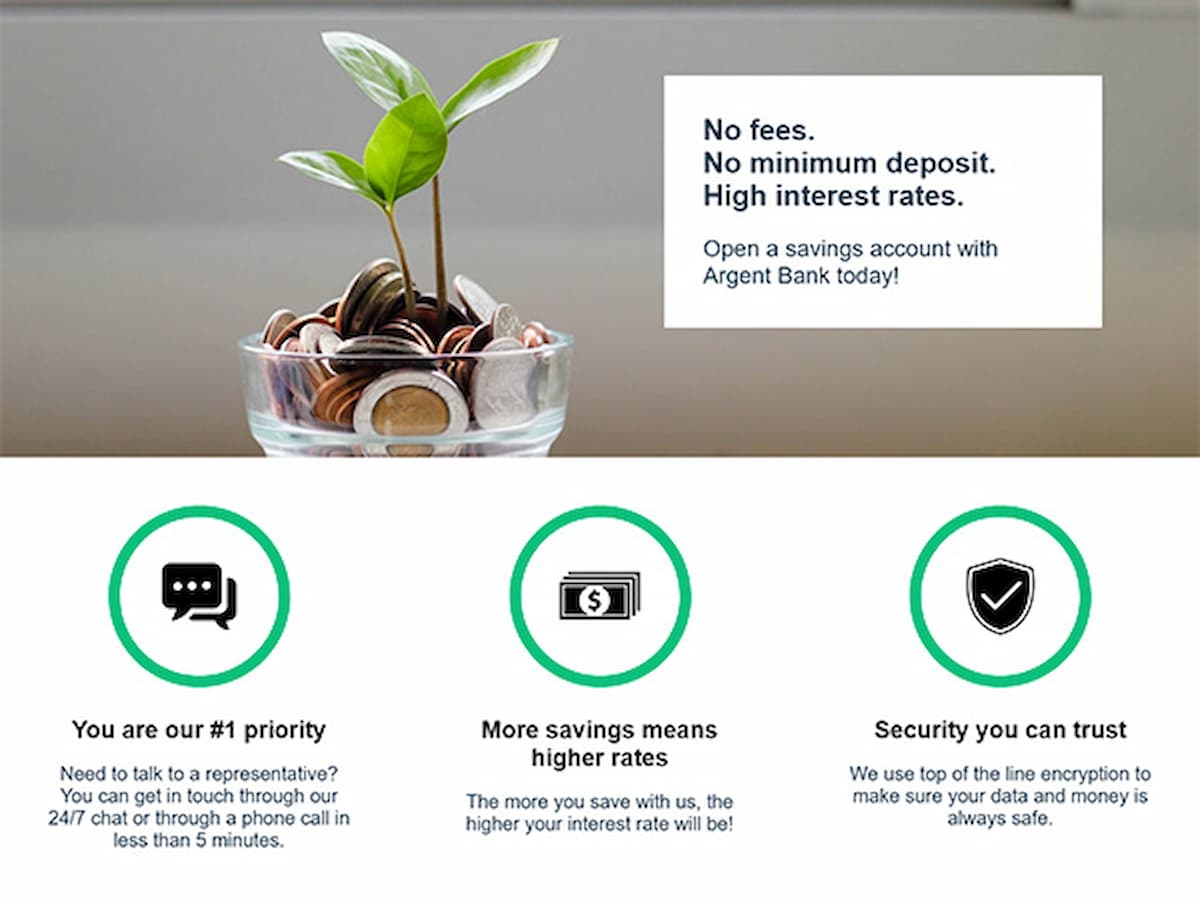 No fees.
No minimum deposit.
High interest rates.
Open a savings account with
Argent Bank today!
You are our #1 priority
Need to talk to a representative?
You can get in touch through our
24/7 chat or through a phone call in
less than 5 minutes.
More savings means
higher rates
The more you save with us, the
higher your interest rate will be!
Security you can trust
We use top of the line encryption to
make sure your data and money is
always safe.